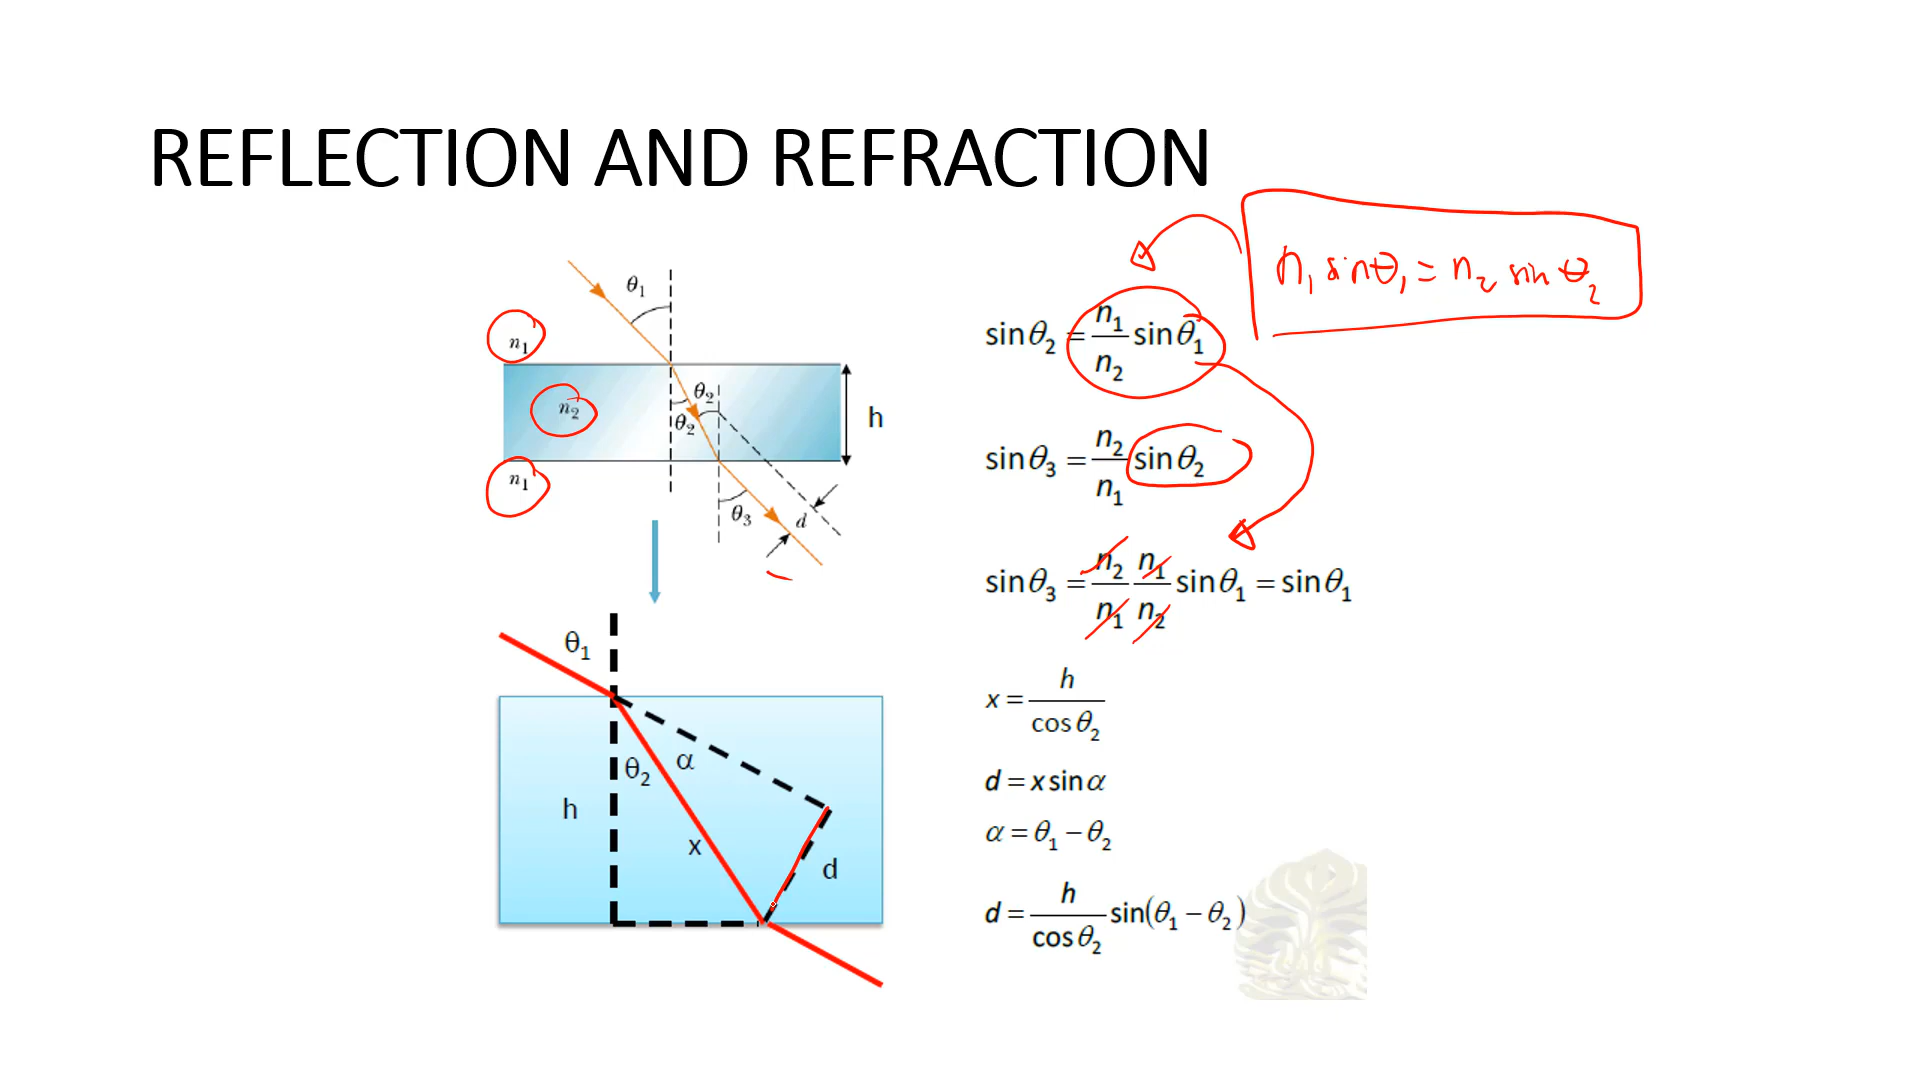 REFLECTION AND REFRACTION
n₁ sinθ₁ = n₂ sin θ₂
θ₁
n₁
n₂
θ₂
θ₂
h
n₁
θ₃
d
θ₁
θ₂
α
h
x
d
sinθ₂ = n₁/n₂ sinθ₁
sinθ₃ = n₂/n₁ sinθ₂
sinθ₃ = n₂/n₁ n₁/n₂ sinθ₁ = sinθ₁
x = h/cosθ₂
d = x sinα
α = θ₁ − θ₂
d = h/cosθ₂ sin(θ₁ − θ₂)